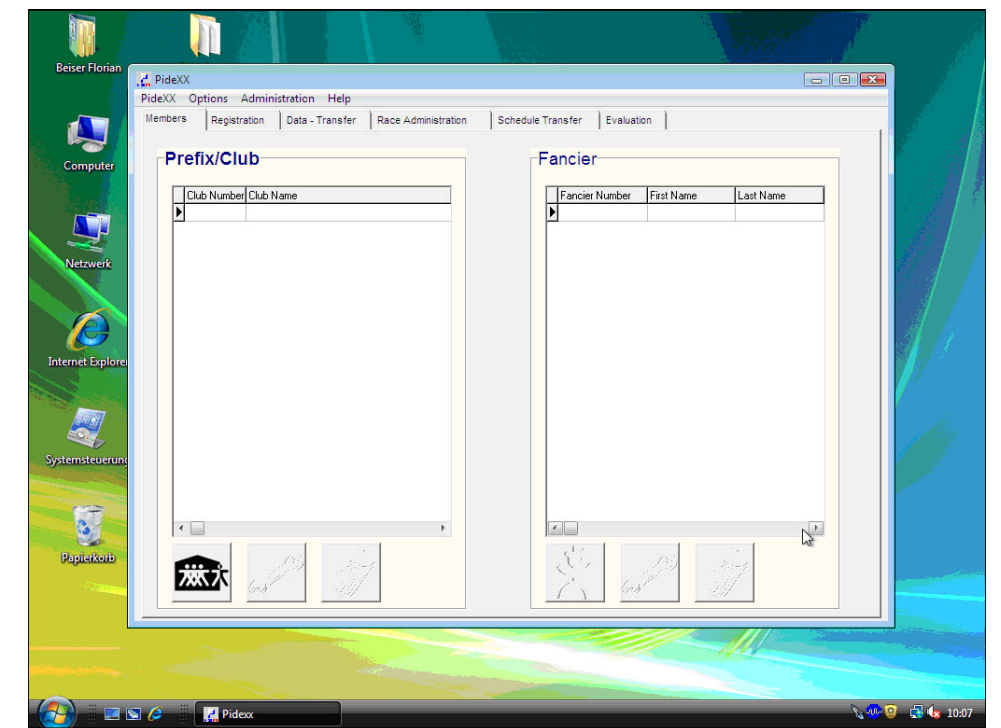 Beiser Florian
PideXX
PideXX Options Administration Help
Members Registration Data - Transfer Race Administration Schedule Transfer Evaluation
Computer
Prefix/Club
Fancier
Club Number Club Name
Fancier Number First Name Last Name
Netzwerk
Internet Explorer
Systemsteuerung
Papierkorb
Pidexx
10:07